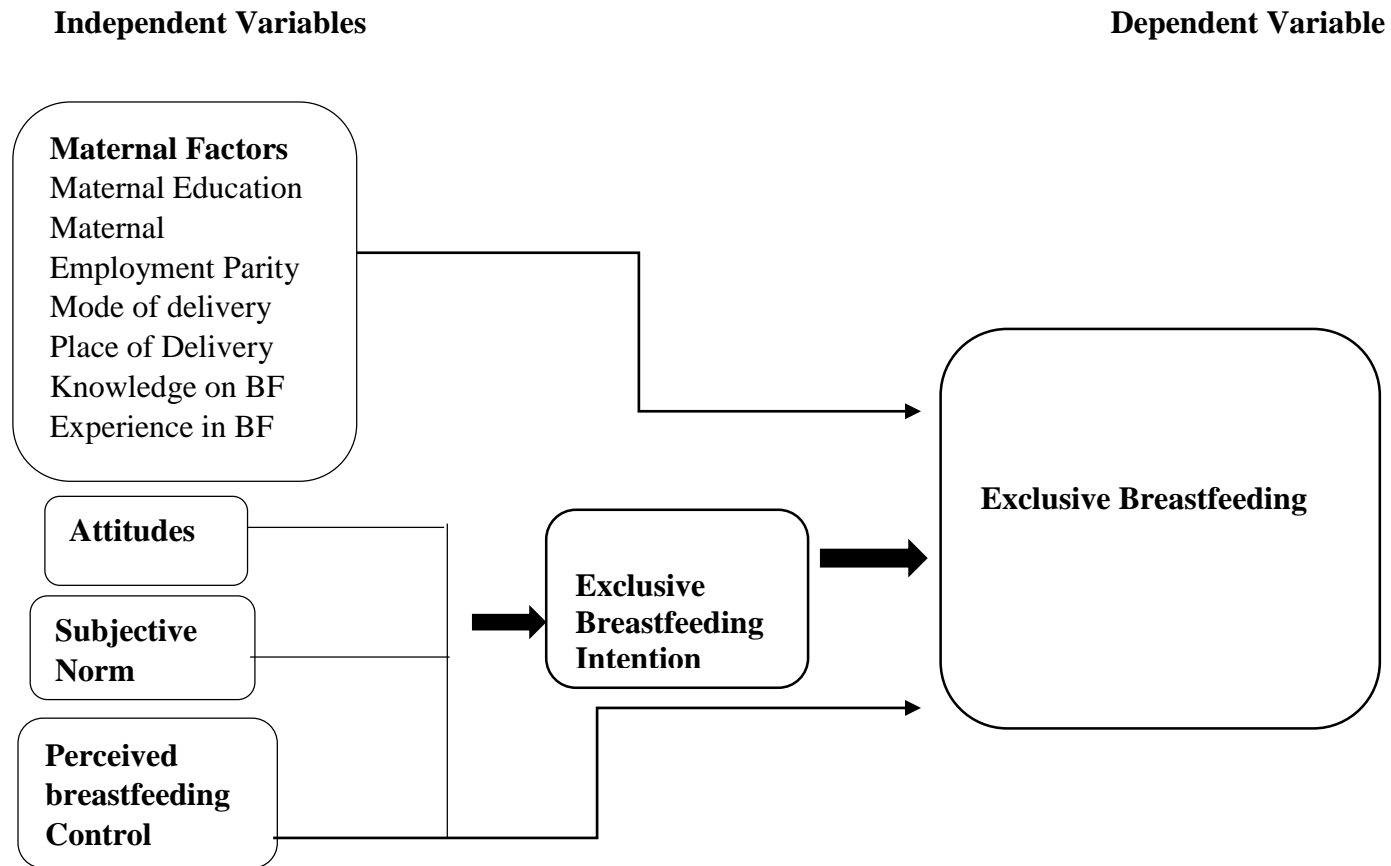 Independent Variables
Dependent Variable
Maternal Factors
Maternal Education
Maternal
Employment Parity
Mode of delivery
Place of Delivery
Knowledge on BF
Experience in BF
Attitudes
Subjective
Norm
Perceived
breastfeeding
Control
Exclusive
Breastfeeding
Intention
Exclusive Breastfeeding